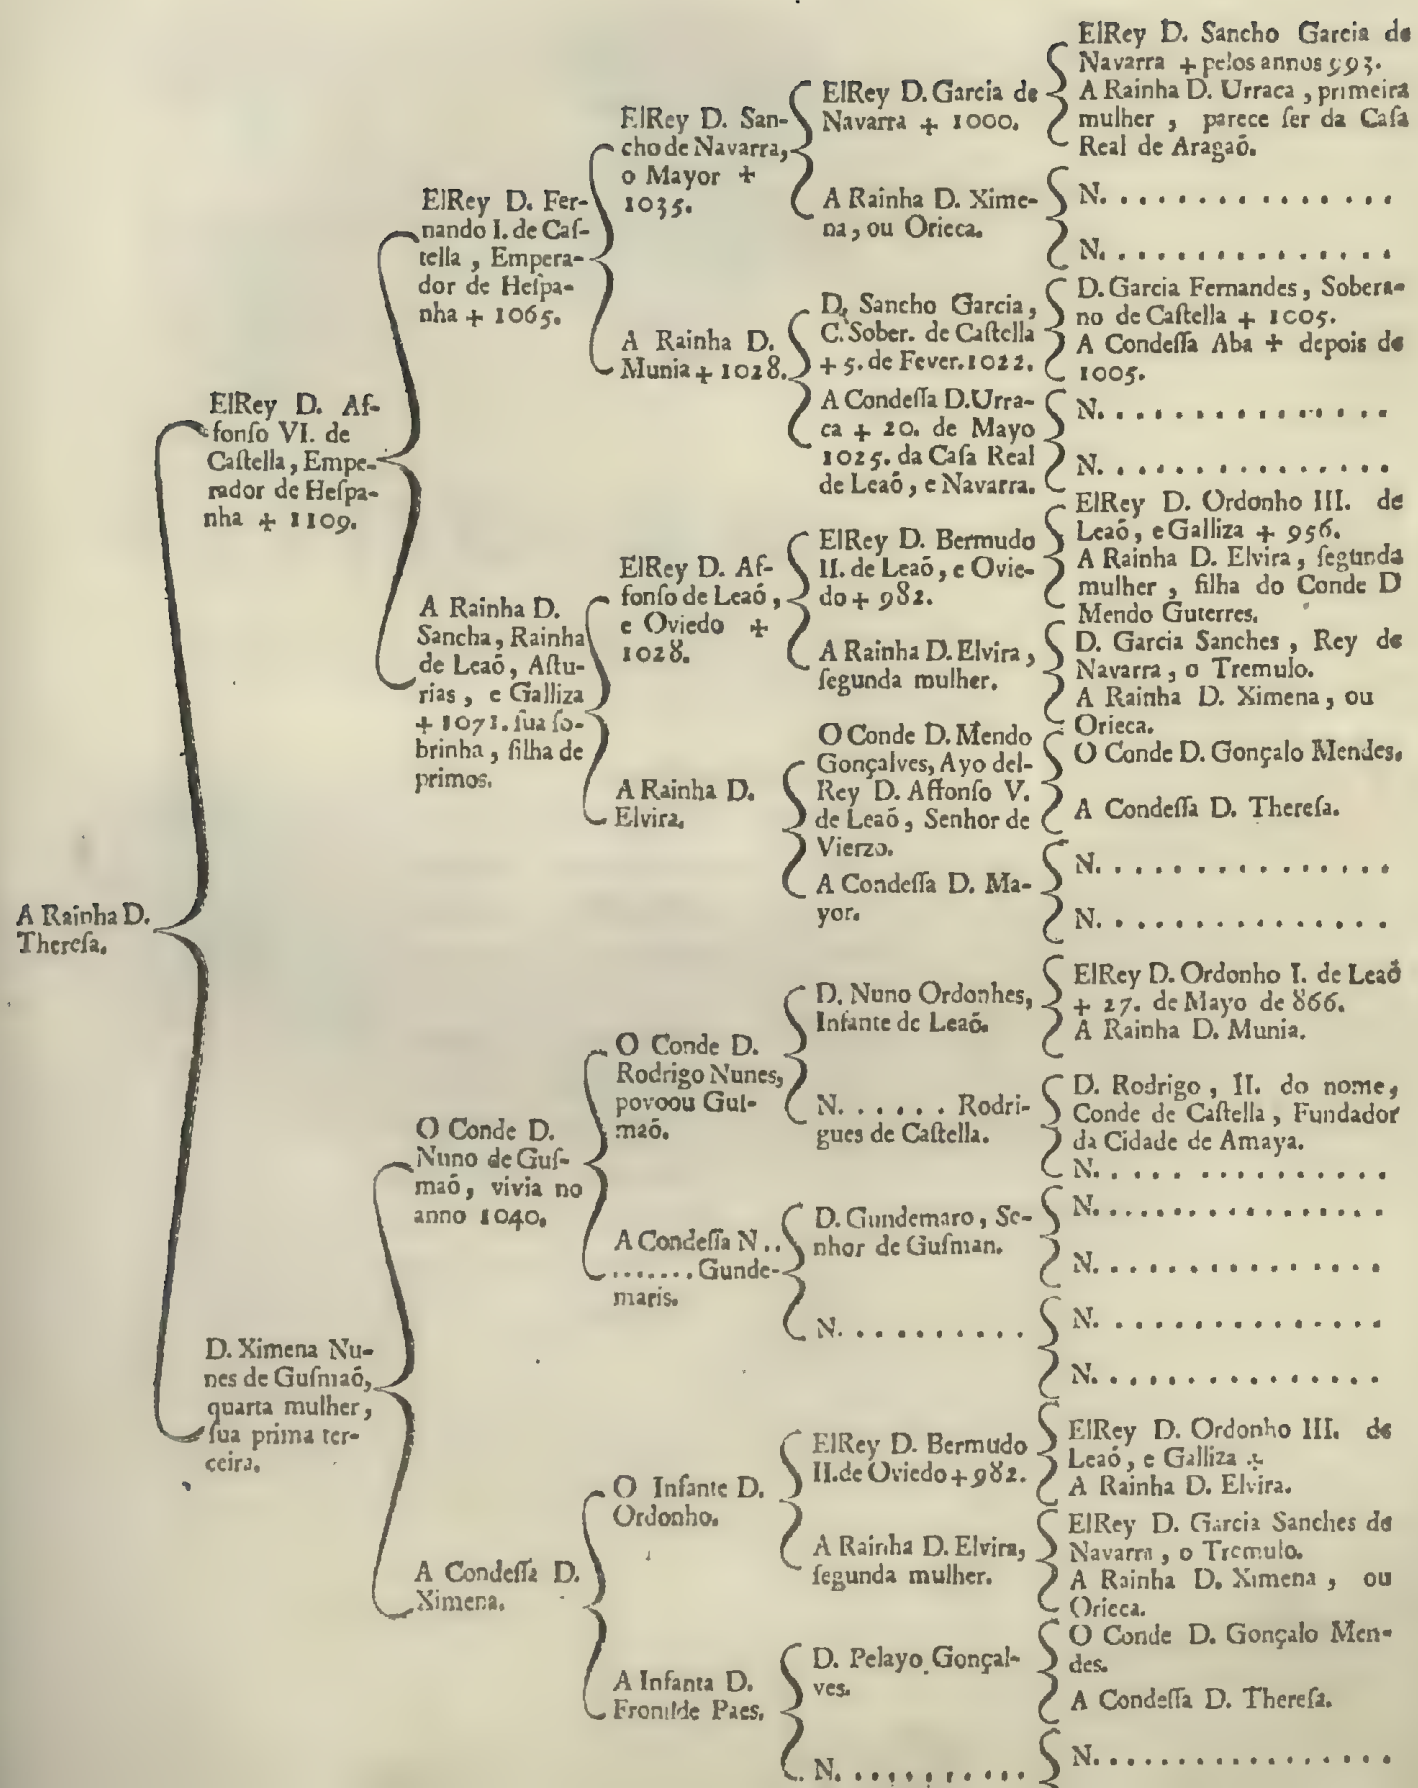 A Rainha D.
Thereſa.
ElRey D. Af-
fonſo VI. de
Caſtella, Empe-
rador de Heſpa-
nha + 1109.
D. Ximena Nu-
nes de Guſmaõ,
quarta mulher,
ſua prima ter-
ceira.
ElRey D. Fer-
nando I. de Caſ-
tella, Empera-
dor de Heſpa-
nha + 1065.
A Rainha D.
Sancha, Rainha
de Leaõ, Aſtu-
rias, e Galliza
+ 1071. ſua ſo-
brinha, filha de
primos.
O Conde D.
Nuno de Guſ-
maõ, vivia no
anno 1040.
A Condeſſa D.
Ximena.
ElRey D. San-
cho de Navarra,
o Mayor +
1035.
A Rainha D.
Munia + 1028.
ElRey D. Af-
fonſo de Leaõ,
e Oviedo +
1028.
A Rainha D.
Elvira.
O Conde D.
Rodrigo Nunes,
povoou Guſ-
maõ.
A Condeſſa N..
....... Gunde-
maris.
O Infante D.
Ordonho.
A Infanta D.
Fronilde Paes.
ElRey D. Garcia de
Navarra + 1000.
A Rainha D. Xime-
na, ou Orieca.
D. Sancho Garcia,
C. Sober. de Caſtella
+ 5. de Fever. 1022.
A Condeſſa D. Urra-
ca + 20. de Mayo
1025. da Caſa Real
de Leaõ, e Navarra.
ElRey D. Bermudo
II. de Leaõ, e Ovie-
do + 982.
A Rainha D. Elvira,
ſegunda mulher.
O Conde D. Mendo
Gonçalves, Ayo del-
Rey D. Affonſo V.
de Leaõ, Senhor de
Vierzo.
A Condeſſa D. Ma-
yor.
D. Nuno Ordonhes,
Infante de Leaõ.
N. . . . . . Rodri-
gues de Caſtella.
D. Gundemaro, Se-
nhor de Guſman.
N. . . . . . . . . .
ElRey D. Bermudo
II. de Oviedo + 982.
A Rainha D. Elvira,
ſegunda mulher.
D. Pelayo Gonçal-
ves.
N. . . . . . . . . .
ElRey D. Sancho Garcia de
Navarra + pelos annos 993.
A Rainha D. Urraca, primeira
mulher, parece ſer da Caſa
Real de Aragaõ.
N. . . . . . . . . . . . . . .
N. . . . . . . . . . . . . . .
D. Garcia Fernandes, Sobera-
no de Caſtella + 1005.
A Condeſſa Aba + depois de
1005.
N. . . . . . . . . . . . . . .
N. . . . . . . . . . . . . . .
ElRey D. Ordonho III. de
Leaõ, e Galliza + 956.
A Rainha D. Elvira, ſegunda
mulher, filha do Conde D
Mendo Guterres.
D. Garcia Sanches, Rey de
Navarra, o Tremulo.
A Rainha D. Ximena, ou
Orieca.
O Conde D. Gonçalo Mendes.
A Condeſſa D. Thereſa.
N. . . . . . . . . . . . . . .
N. . . . . . . . . . . . . . .
ElRey D. Ordonho I. de Leaõ
+ 27. de Mayo de 866.
A Rainha D. Munia.
D. Rodrigo, II. do nome,
Conde de Caſtella, Fundador
da Cidade de Amaya.
N. . . . . . . . . . . . . . .
N. . . . . . . . . . . . . . .
N. . . . . . . . . . . . . . .
N. . . . . . . . . . . . . . .
N. . . . . . . . . . . . . . .
ElRey D. Ordonho III. de
Leaõ, e Galliza +
A Rainha D. Elvira.
ElRey D. Garcia Sanches de
Navarra, o Tremulo.
A Rainha D. Ximena, ou
Orieca.
O Conde D. Gonçalo Men-
des.
A Condeſſa D. Thereſa.
N. . . . . . . . . . . . . . .